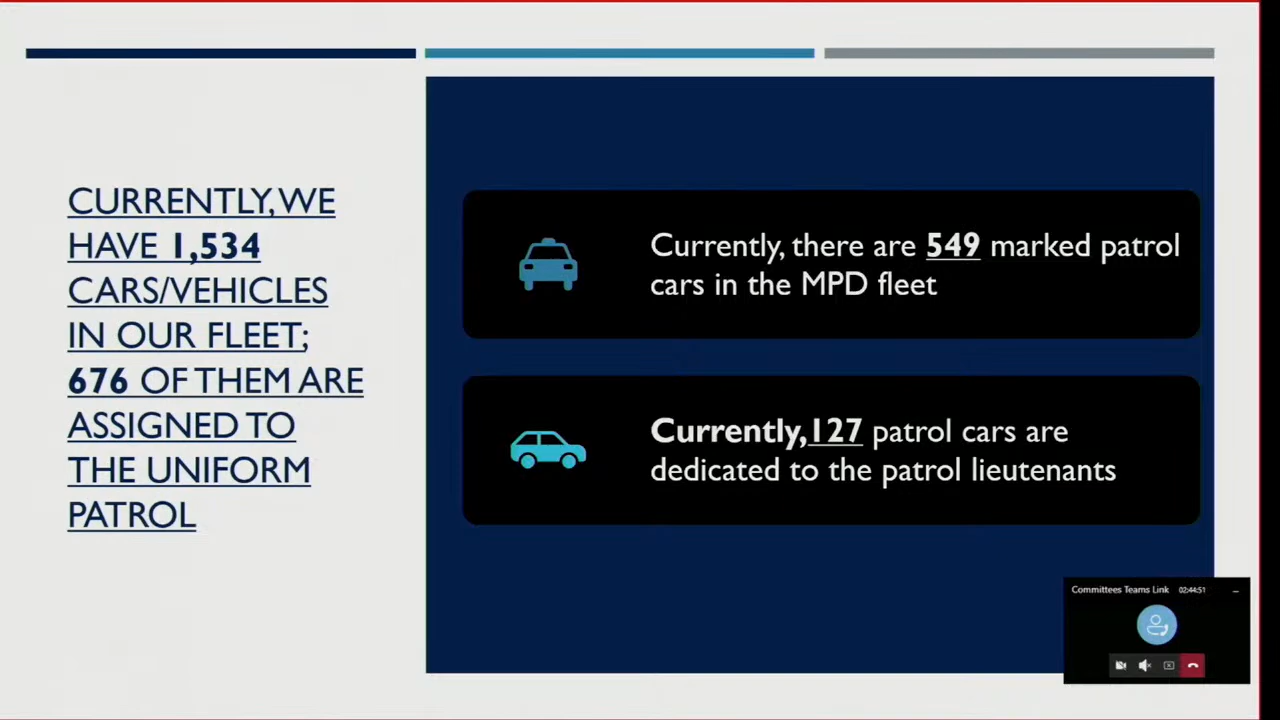 CURRENTLY, WE
HAVE 1,534
CARS/VEHICLES
IN OUR FLEET;
676 OF THEM ARE
ASSIGNED TO
THE UNIFORM
PATROL
Currently, there are 549 marked patrol
cars in the MPD fleet
Currently,127 patrol cars are
dedicated to the patrol lieutenants
Committees Teams Link 02:44:51